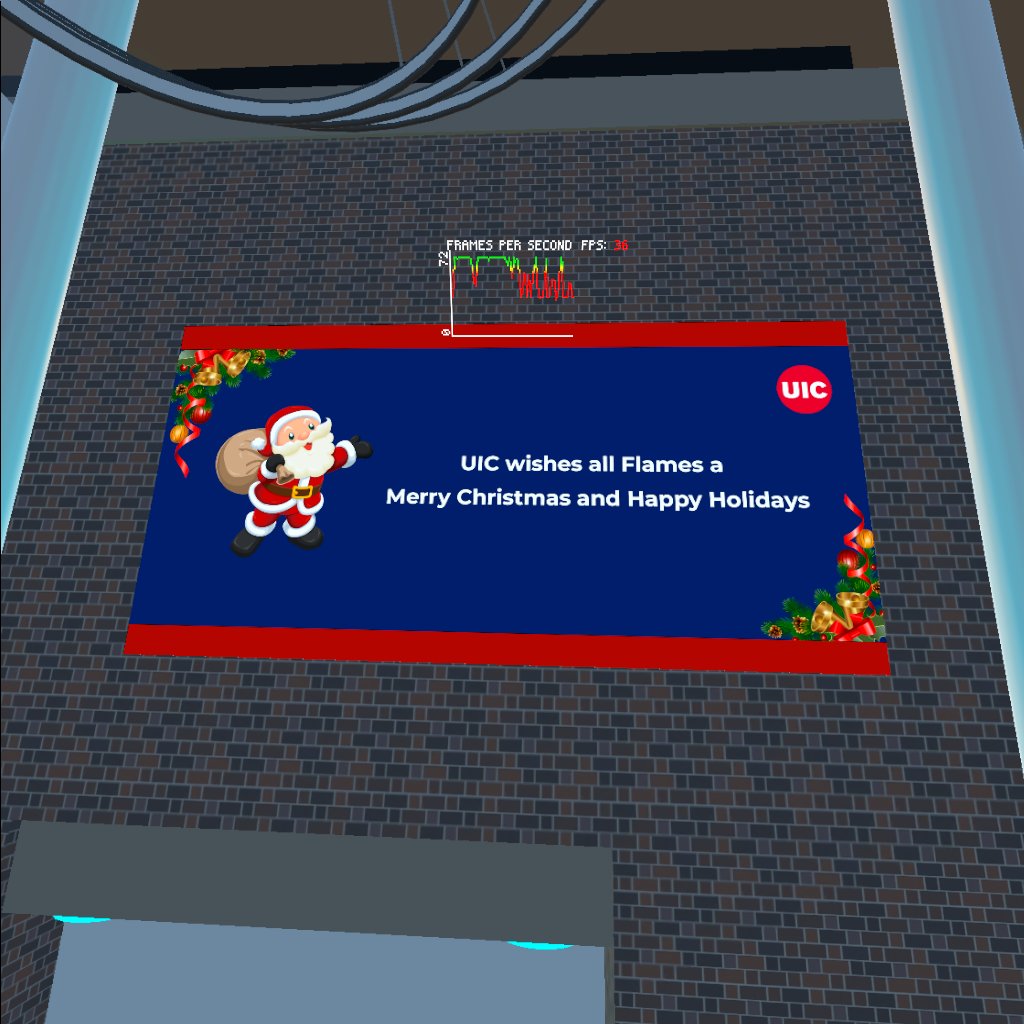 FRAMES PER SECOND FPS: 36
72
0
UIC
UIC wishes all Flames a
Merry Christmas and Happy Holidays